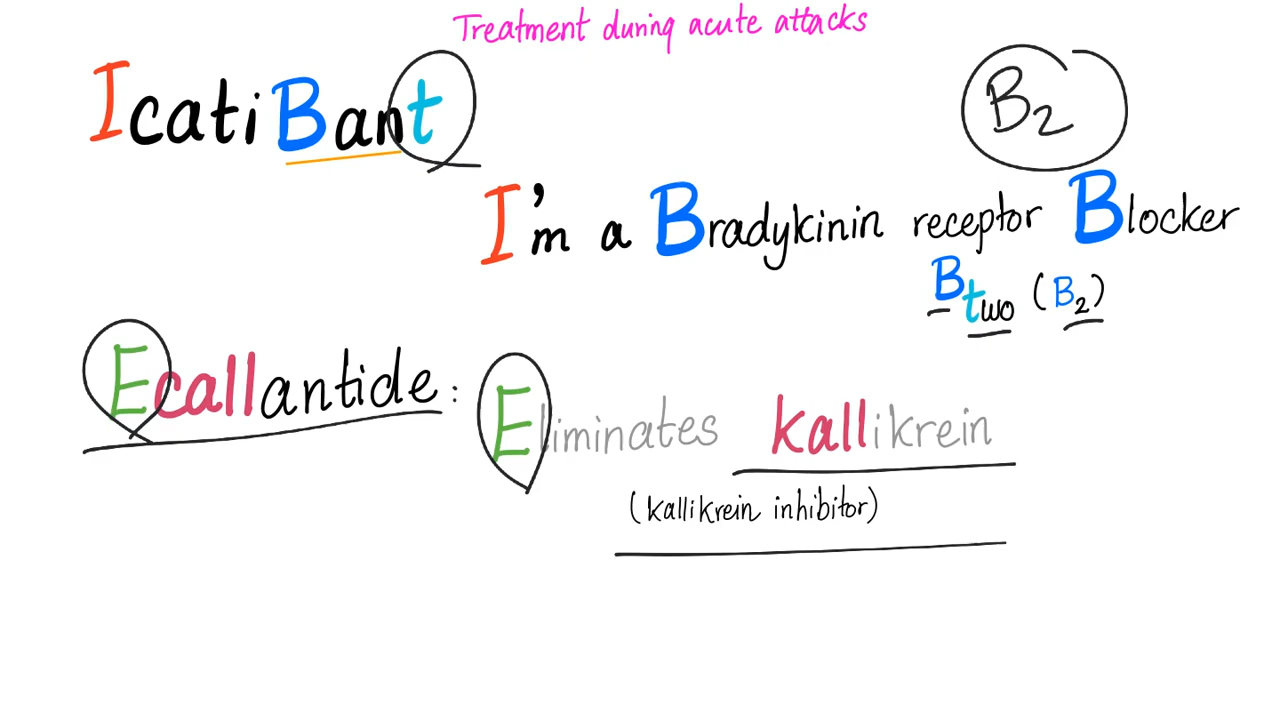 Treatment during acute attacks
IcatiBant
B2
I'm a Bradykinin receptor Blocker
Btwo (B2)
Ecallantide: Eliminates kallikrein
(kallikrein inhibitor)